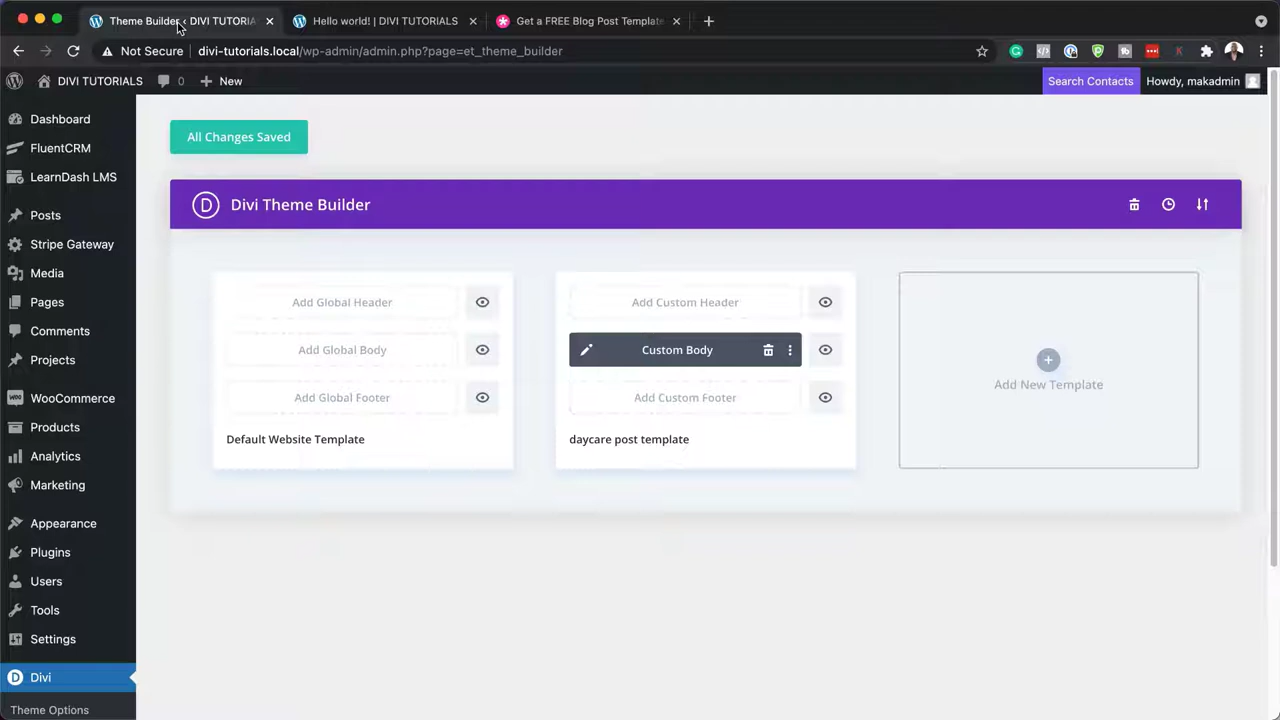 Theme Builder ‹ DIVI TUTORIA
Hello world! | DIVI TUTORIALS
Get a FREE Blog Post Template
Not Secure
divi-tutorials.local/wp-admin/admin.php?page=et_theme_builder
DIVI TUTORIALS
0
New
Search Contacts
Howdy, makadmin
Dashboard
FluentCRM
LearnDash LMS
Posts
Stripe Gateway
Media
Pages
Comments
Projects
WooCommerce
Products
Analytics
Marketing
Appearance
Plugins
Users
Tools
Settings
Divi
Theme Options
All Changes Saved
Divi Theme Builder
Add Global Header
Add Global Body
Add Global Footer
Default Website Template
Add Custom Header
Custom Body
Add Custom Footer
daycare post template
Add New Template